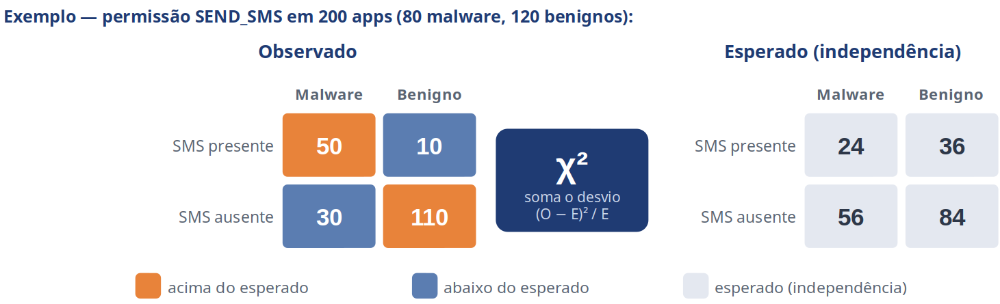 Exemplo — permissão SEND_SMS em 200 apps (80 malware, 120 benignos):
Observado
Esperado (independência)
Malware Benigno
Malware Benigno
SMS presente 50 10
SMS ausente 30 110
χ²
soma o desvio
(O − E)² / E
SMS presente 24 36
SMS ausente 56 84
acima do esperado
abaixo do esperado
esperado (independência)